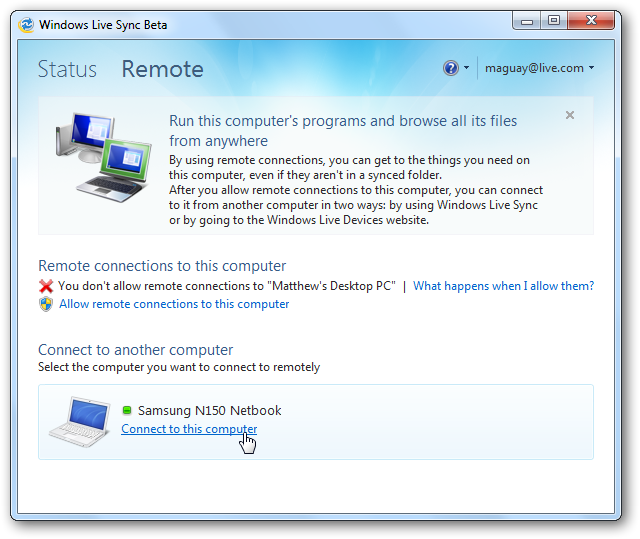 Windows Live Sync Beta
Status Remote
maguay@live.com
Run this computer's programs and browse all its files
from anywhere
By using remote connections, you can get to the things you need on
this computer, even if they aren't in a synced folder.
After you allow remote connections to this computer, you can connect
to it from another computer in two ways: by using Windows Live Sync
or by going to the Windows Live Devices website.
Remote connections to this computer
You don't allow remote connections to "Matthew's Desktop PC" | What happens when I allow them?
Allow remote connections to this computer
Connect to another computer
Select the computer you want to connect to remotely
Samsung N150 Netbook
Connect to this computer